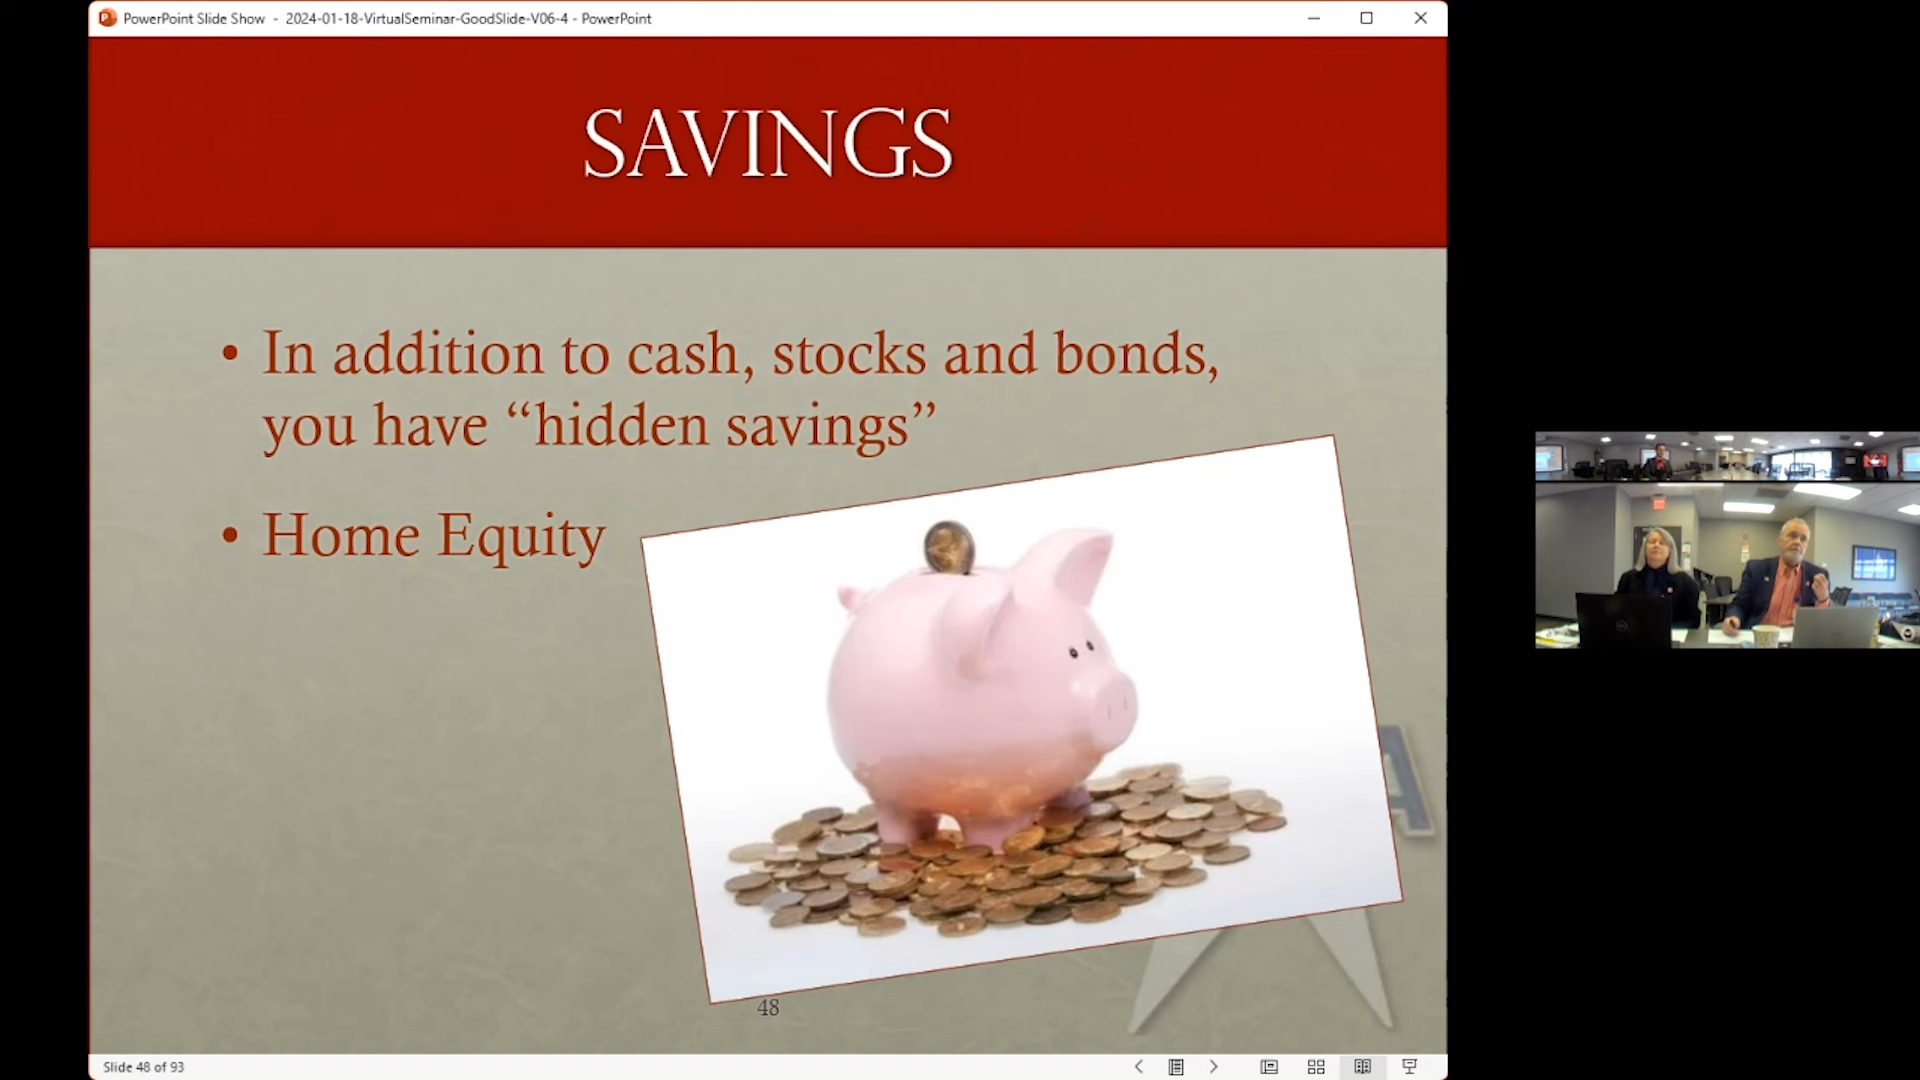 PowerPoint Slide Show - 2024-01-18-VirtualSeminar-GoodSlide-V06-4 - PowerPoint
SAVINGS
• In addition to cash, stocks and bonds,
you have “hidden savings”
• Home Equity
A
48
Slide 48 of 93